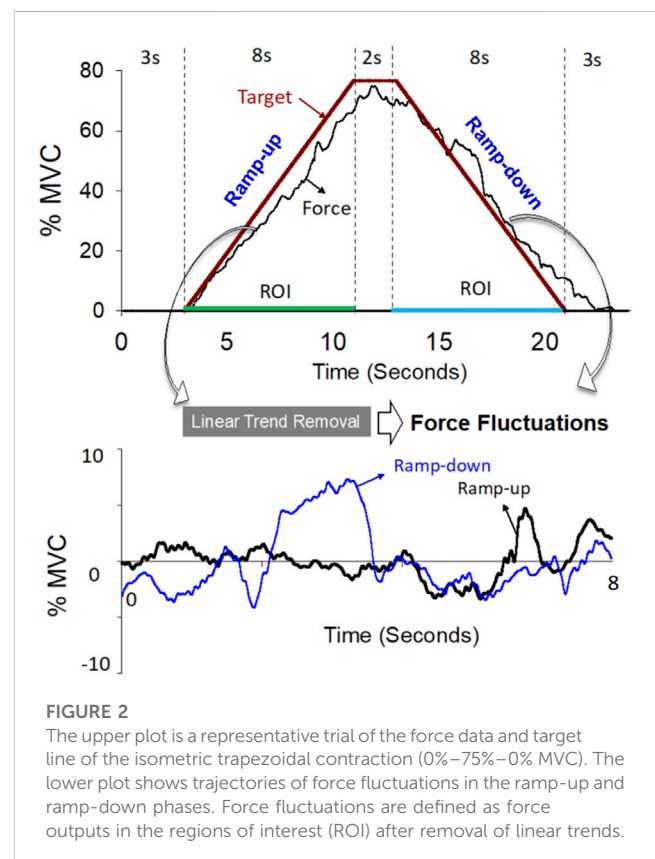 3s 8s 2s 8s 3s
80
60
40
20
0
% MVC
Target
Ramp-up
Force
Ramp-down
ROI ROI
0 5 10 15 20
Time (Seconds)
Linear Trend Removal Force Fluctuations
10
0
-10
% MVC
Ramp-down
Ramp-up
0 8
Time (Seconds)
FIGURE 2
The upper plot is a representative trial of the force data and target
line of the isometric trapezoidal contraction (0%–75%–0% MVC). The
lower plot shows trajectories of force fluctuations in the ramp-up and
ramp-down phases. Force fluctuations are defined as force
outputs in the regions of interest (ROI) after removal of linear trends.